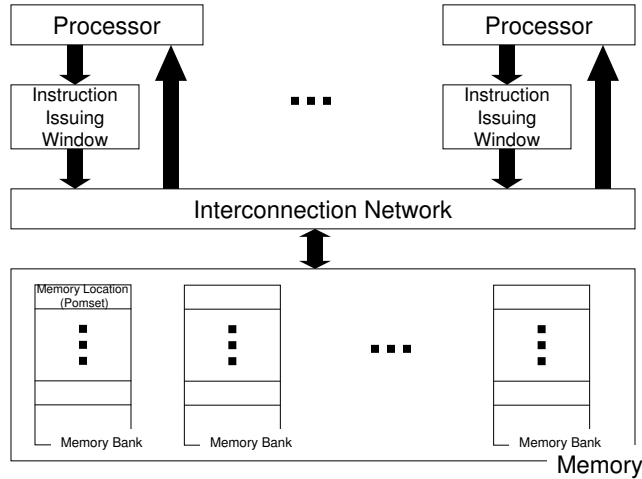 Processor
Processor
Instruction
Issuing
Window
Instruction
Issuing
Window
Interconnection Network
Memory Location
(Pomset)
Memory Bank
Memory Bank
Memory Bank
Memory